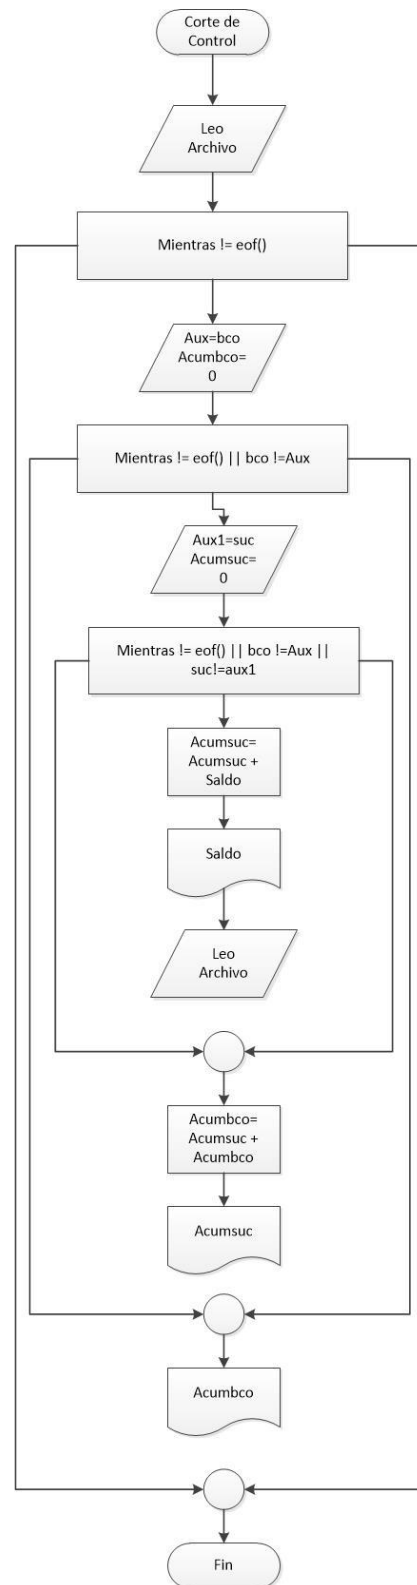 Corte de
Control
Leo
Archivo
Mientras != eof()
Aux=bco
Acumbco=
0
Mientras != eof() || bco !=Aux
Aux1=suc
Acumsuc=
0
Mientras != eof() || bco !=Aux ||
suc!=aux1
Acumsuc=
Acumsuc +
Saldo
Saldo
Leo
Archivo
Acumbco=
Acumsuc +
Acumbco
Acumsuc
Acumbco
Fin